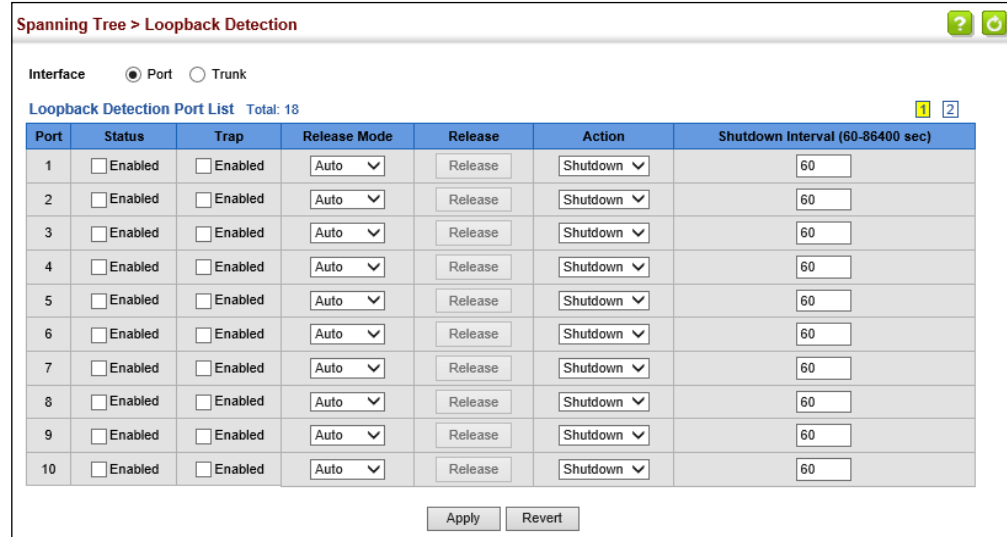 Spanning Tree > Loopback Detection
?
Interface Port Trunk
Loopback Detection Port List Total: 18 1 2
Port Status Trap Release Mode Release Action Shutdown Interval (60-86400 sec)
1 Enabled Enabled Auto Release Shutdown 60
2 Enabled Enabled Auto Release Shutdown 60
3 Enabled Enabled Auto Release Shutdown 60
4 Enabled Enabled Auto Release Shutdown 60
5 Enabled Enabled Auto Release Shutdown 60
6 Enabled Enabled Auto Release Shutdown 60
7 Enabled Enabled Auto Release Shutdown 60
8 Enabled Enabled Auto Release Shutdown 60
9 Enabled Enabled Auto Release Shutdown 60
10 Enabled Enabled Auto Release Shutdown 60
Apply Revert